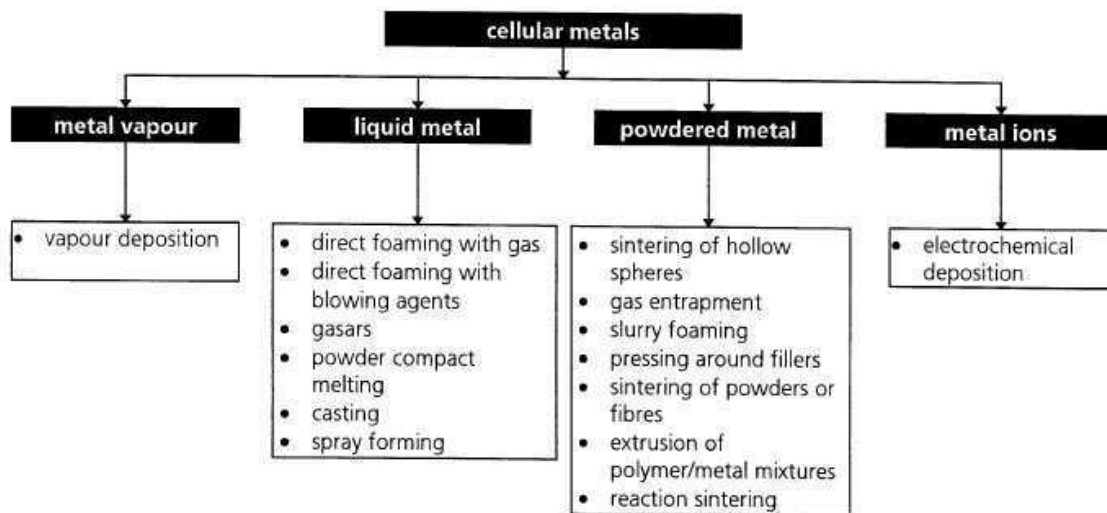 cellular metals
metal vapour
liquid metal
powdered metal
metal ions
• vapour deposition
• direct foaming with gas
• direct foaming with
blowing agents
• gasars
• powder compact
melting
• casting
• spray forming
• sintering of hollow
spheres
• gas entrapment
• slurry foaming
• pressing around fillers
• sintering of powders or
fibres
• extrusion of
polymer/metal mixtures
• reaction sintering
• electrochemical
deposition